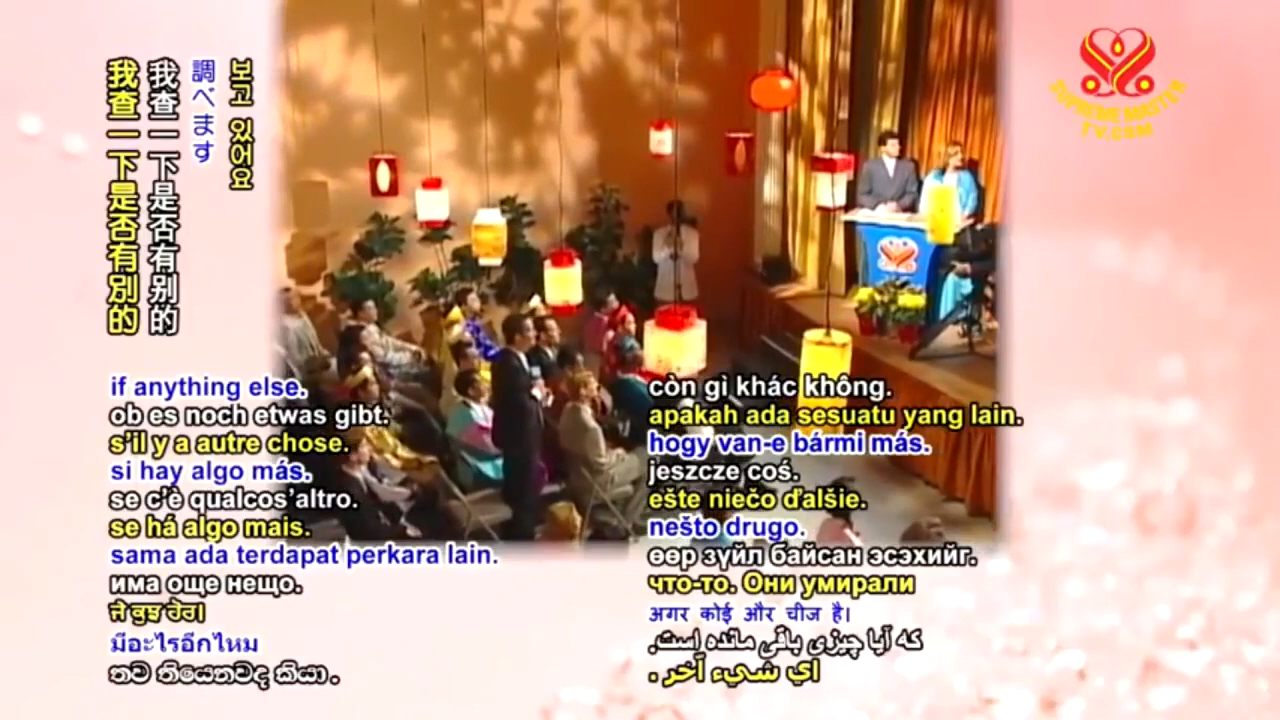 보고 있어요
調べます
我查一下是否有别的
我查一下是否有別的
SUPREME MASTER
TV.COM
if anything else.
ob es noch etwas gibt.
s'il y a autre chose.
si hay algo más.
se c'è qualcos'altro.
se há algo mais.
sama ada terdapat perkara lain.
има още нещо.
ਜੇ ਕੁਝ ਹੋਰ।
มีอะไรอีกไหม
තව තියෙනවද කියා.
còn gì khác không.
apakah ada sesuatu yang lain.
hogy van-e bármi más.
jeszcze coś.
ešte niečo ďalšie.
nešto drugo.
өөр зүйл байсан эсэхийг.
что-то. Они умирали
अगर कोई और चीज है।
که آیا چیزی باقی مانده است.
اي شيء آخر .